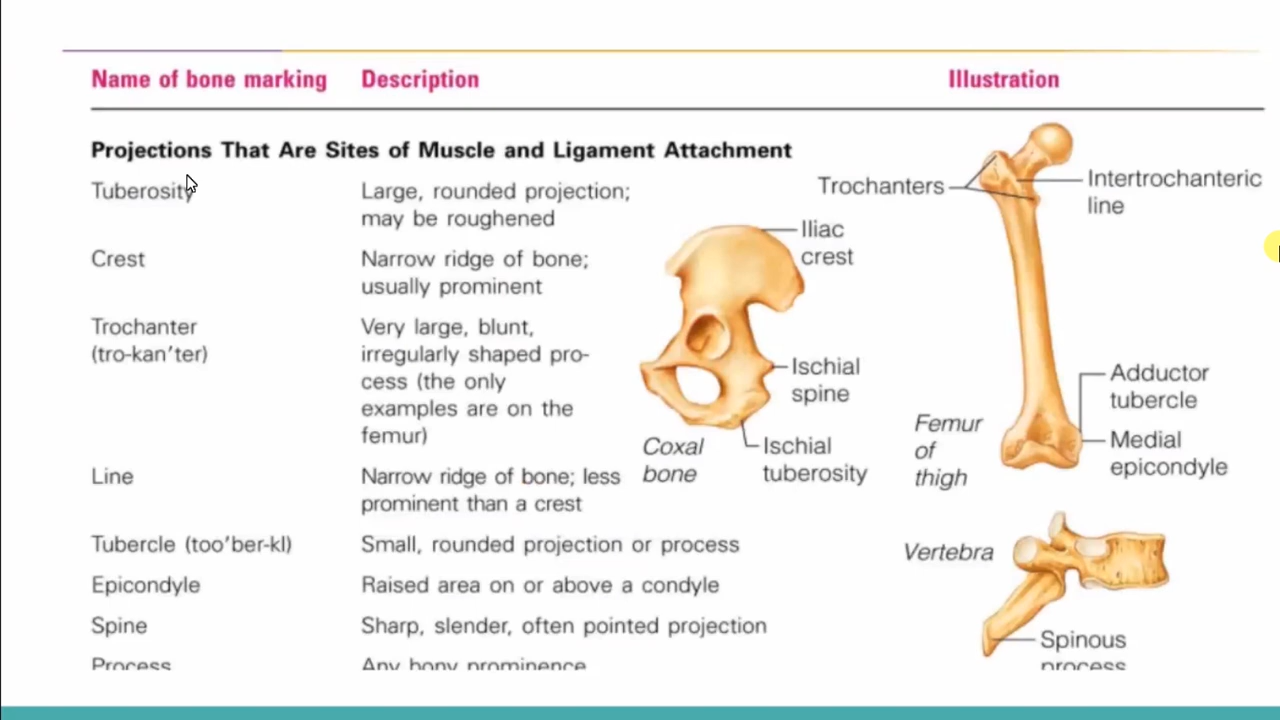 Name of bone marking Description Illustration
Projections That Are Sites of Muscle and Ligament Attachment
Tuberosity Large, rounded projection;
may be roughened
Crest Narrow ridge of bone;
usually prominent
Trochanter Very large, blunt,
(tro-kan′ter) irregularly shaped pro-
cess (the only
examples are on the
femur)
Line Narrow ridge of bone; less
prominent than a crest
Tubercle (too′ber-kl) Small, rounded projection or process
Epicondyle Raised area on or above a condyle
Spine Sharp, slender, often pointed projection
Process Any bony prominence
Iliac
crest
Ischial
spine
Ischial
tuberosity
Coxal
bone
Trochanters
Intertrochanteric
line
Adductor
tubercle
Medial
epicondyle
Femur
of
thigh
Vertebra
Spinous
process